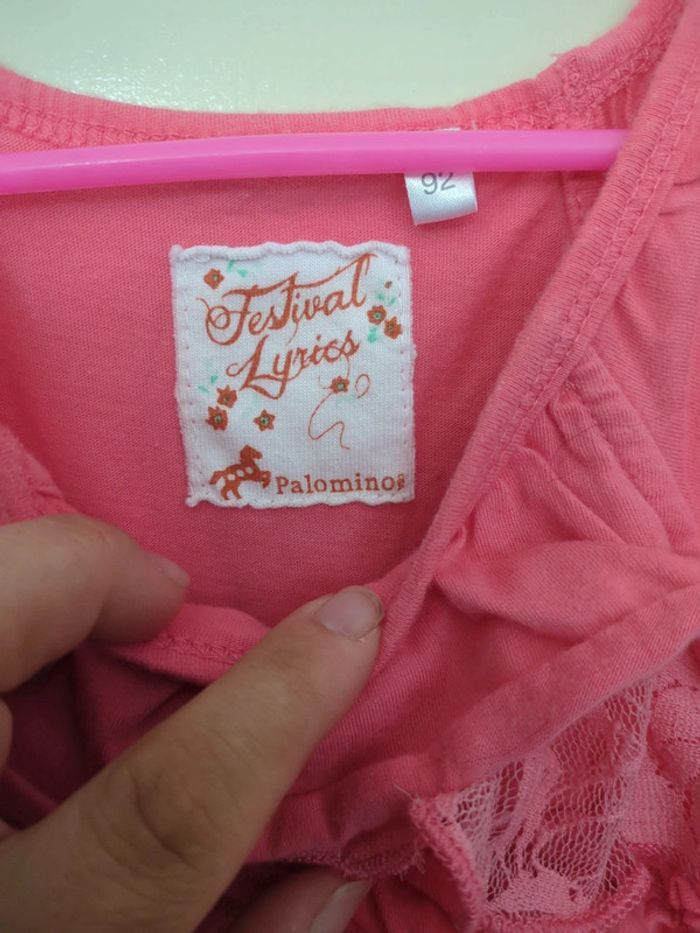 92
Festival
Lyrics
Palomino